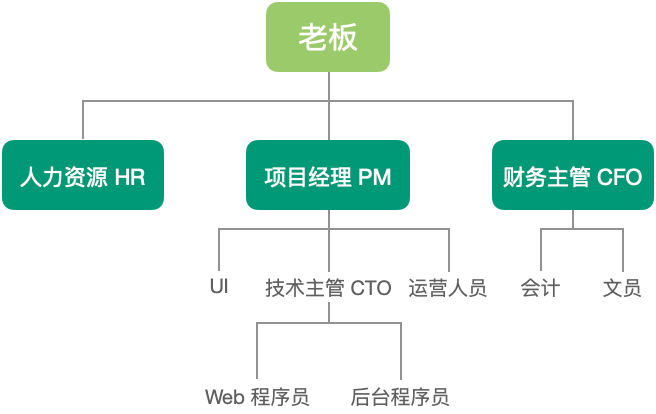 老板
人力资源 HR
项目经理 PM
财务主管 CFO
UI
技术主管 CTO
运营人员
会计
文员
Web 程序员
后台程序员